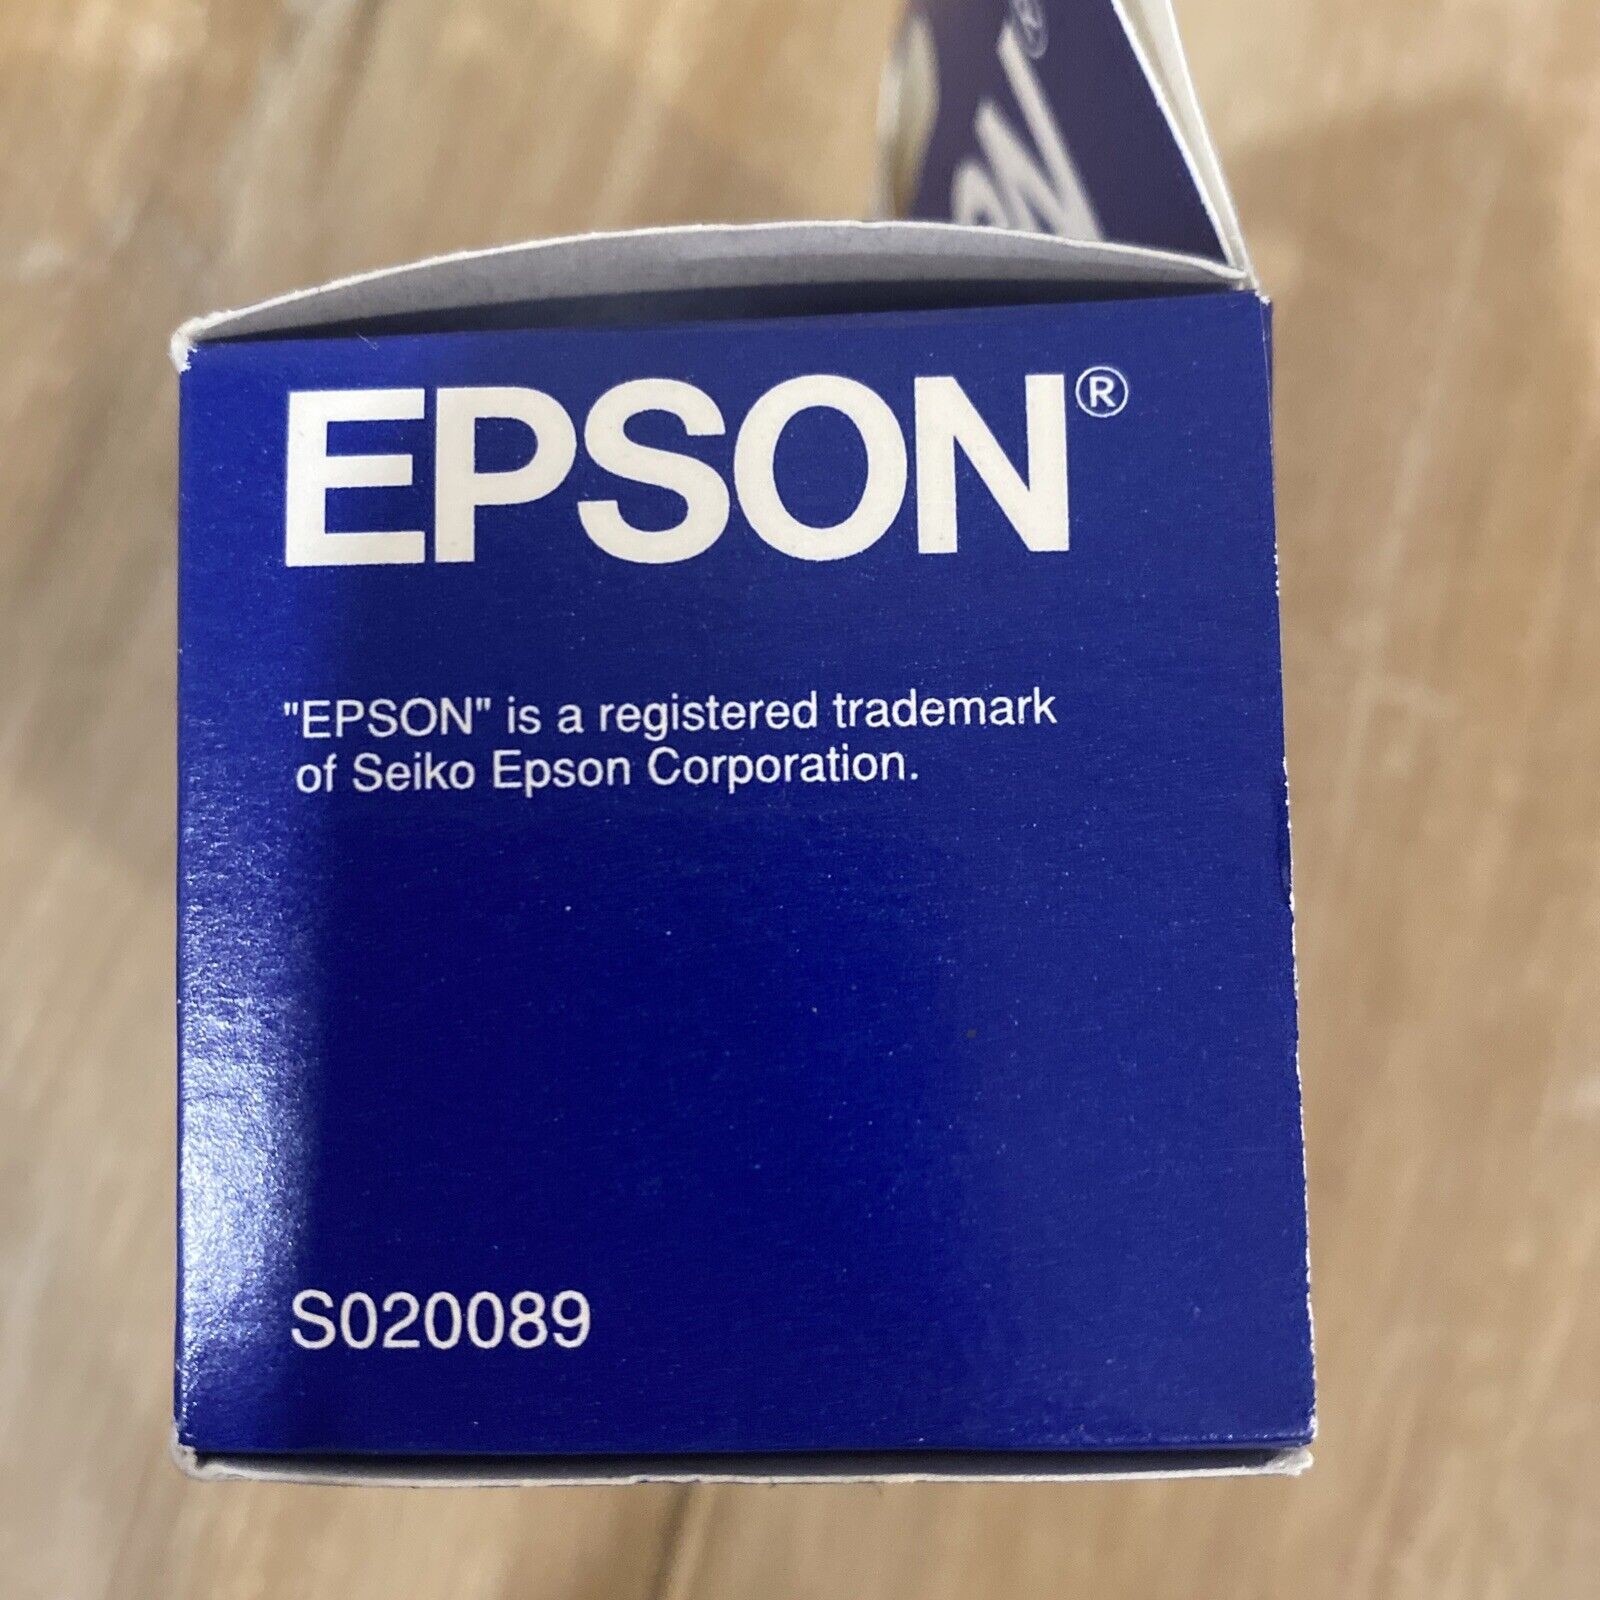 EPSON®
"EPSON" is a registered trademark
of Seiko Epson Corporation.
S020089